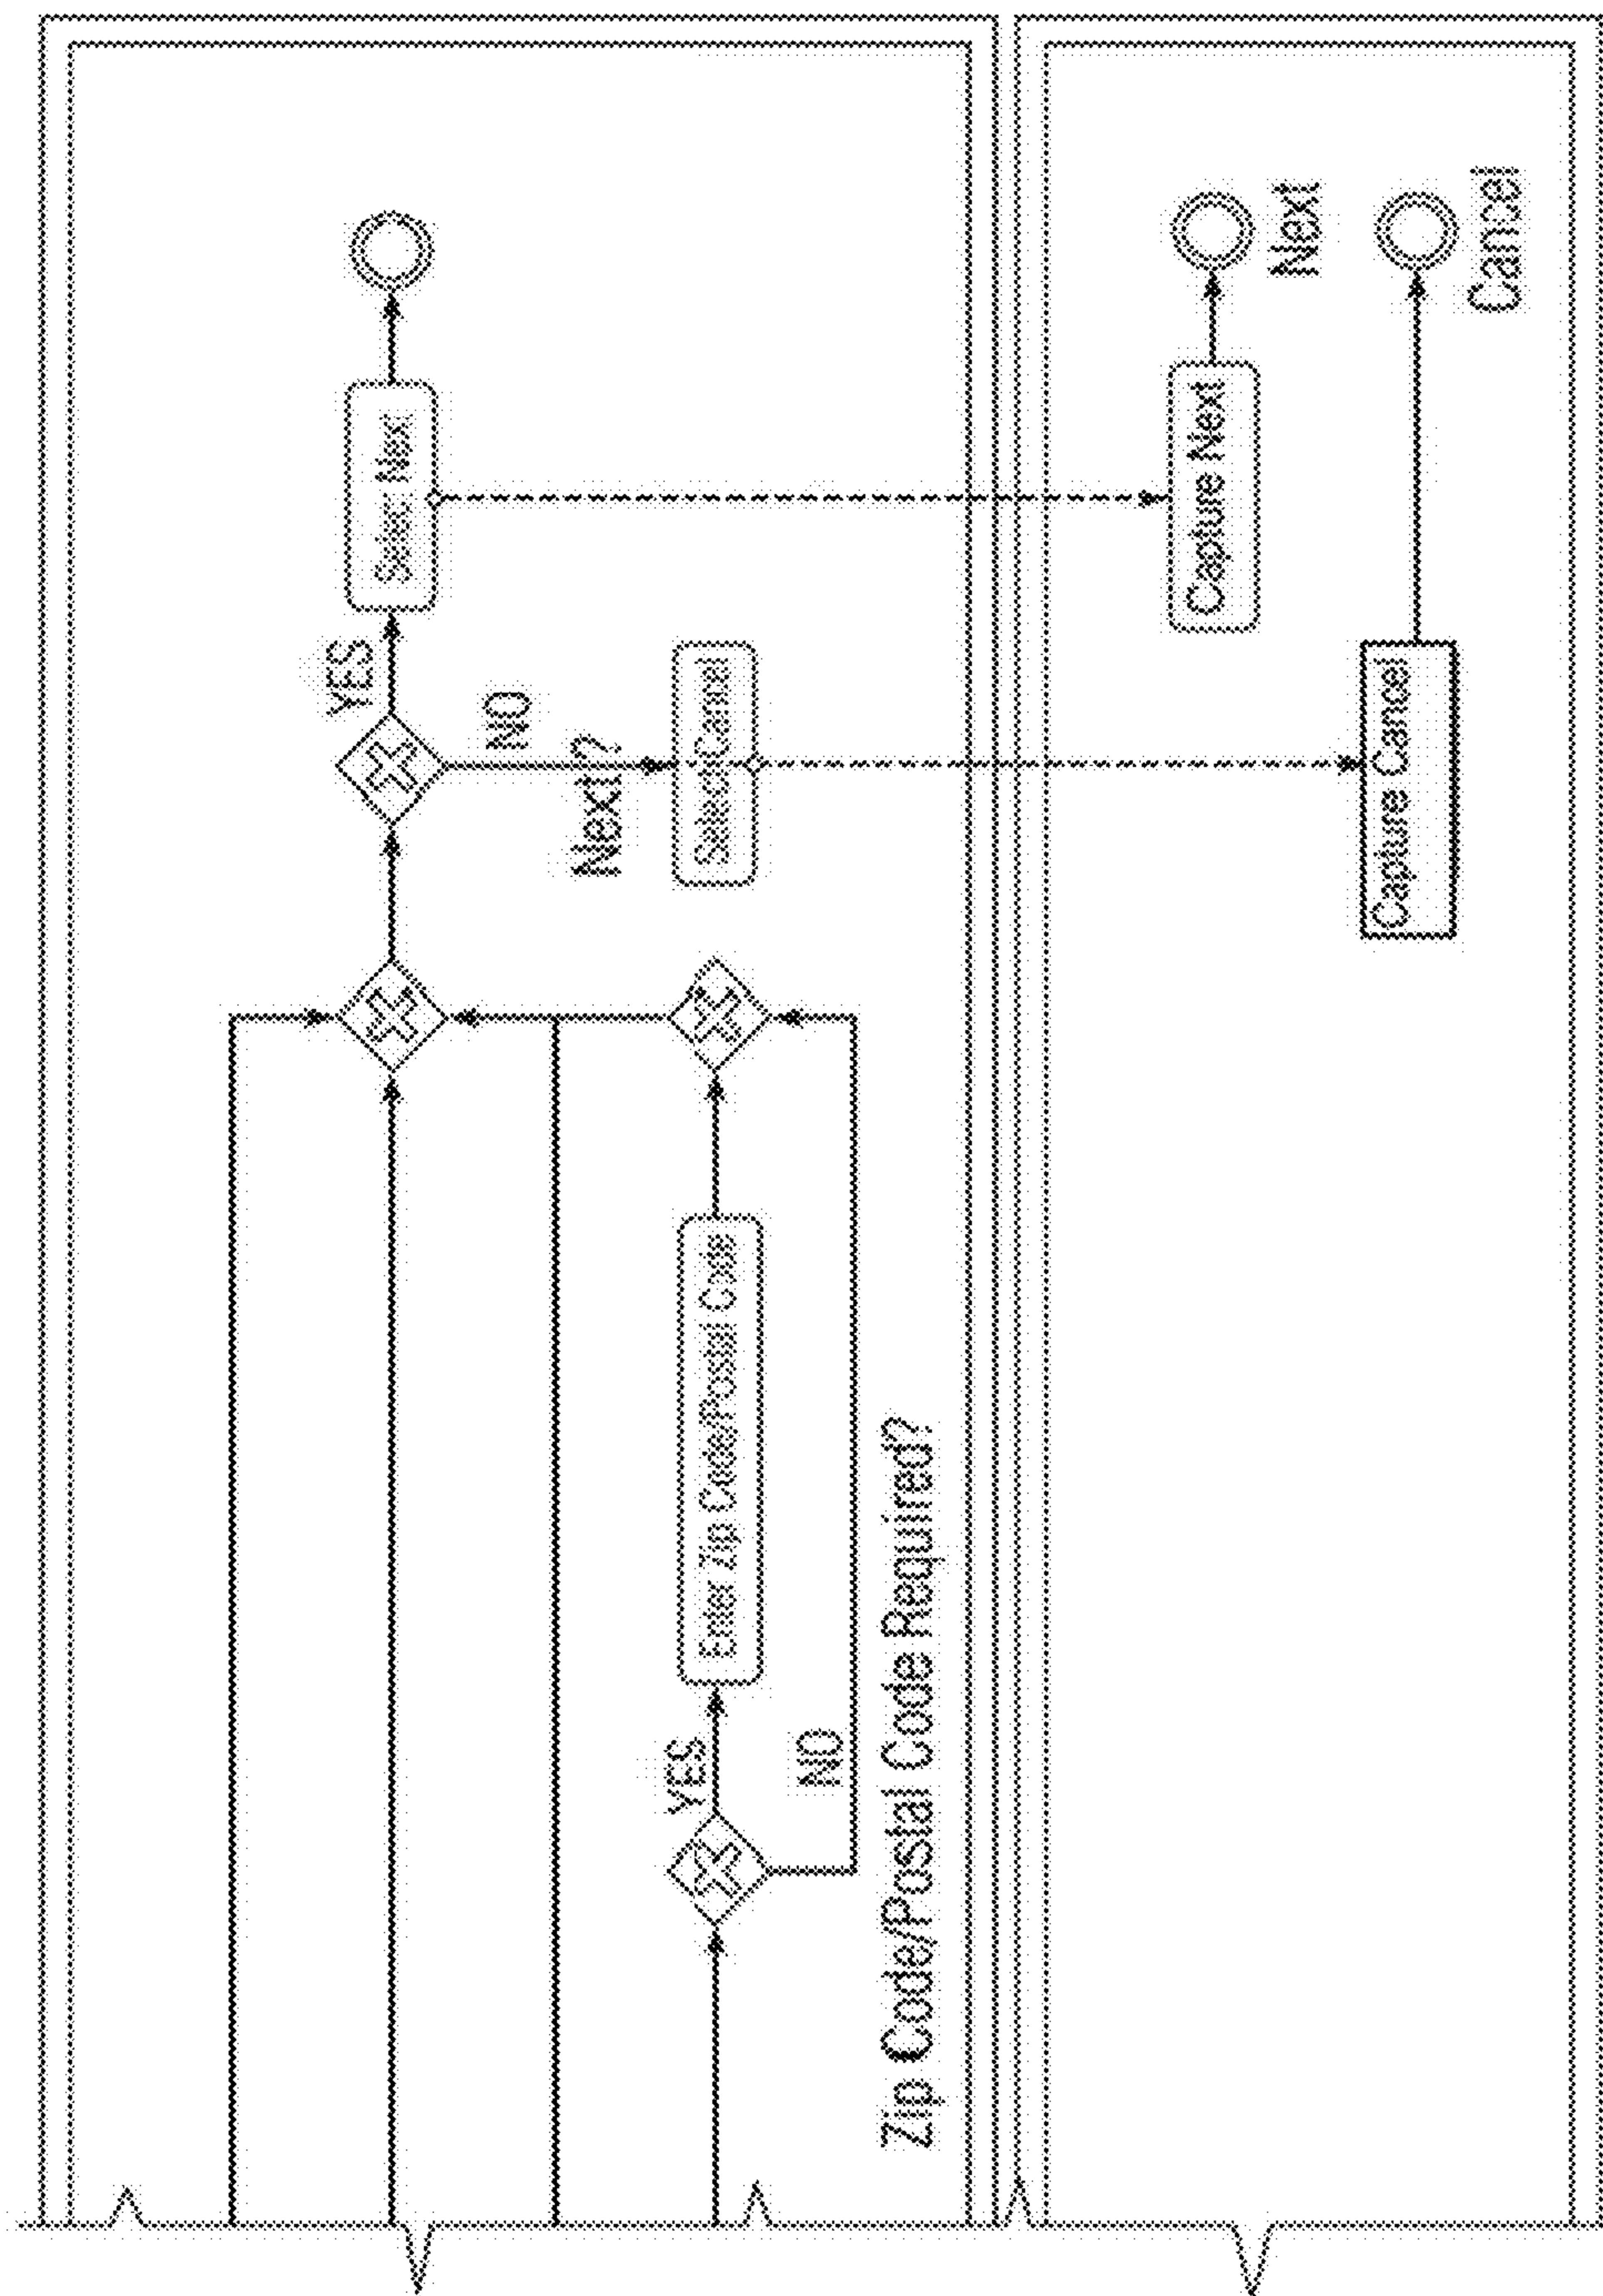 YES
Select Next
NO
Next?
Select Cancel
YES
Enter Zip Code/Postal Code
NO
Zip Code/Postal Code Required?
Capture Next
Next
Capture Cancel
Cancel